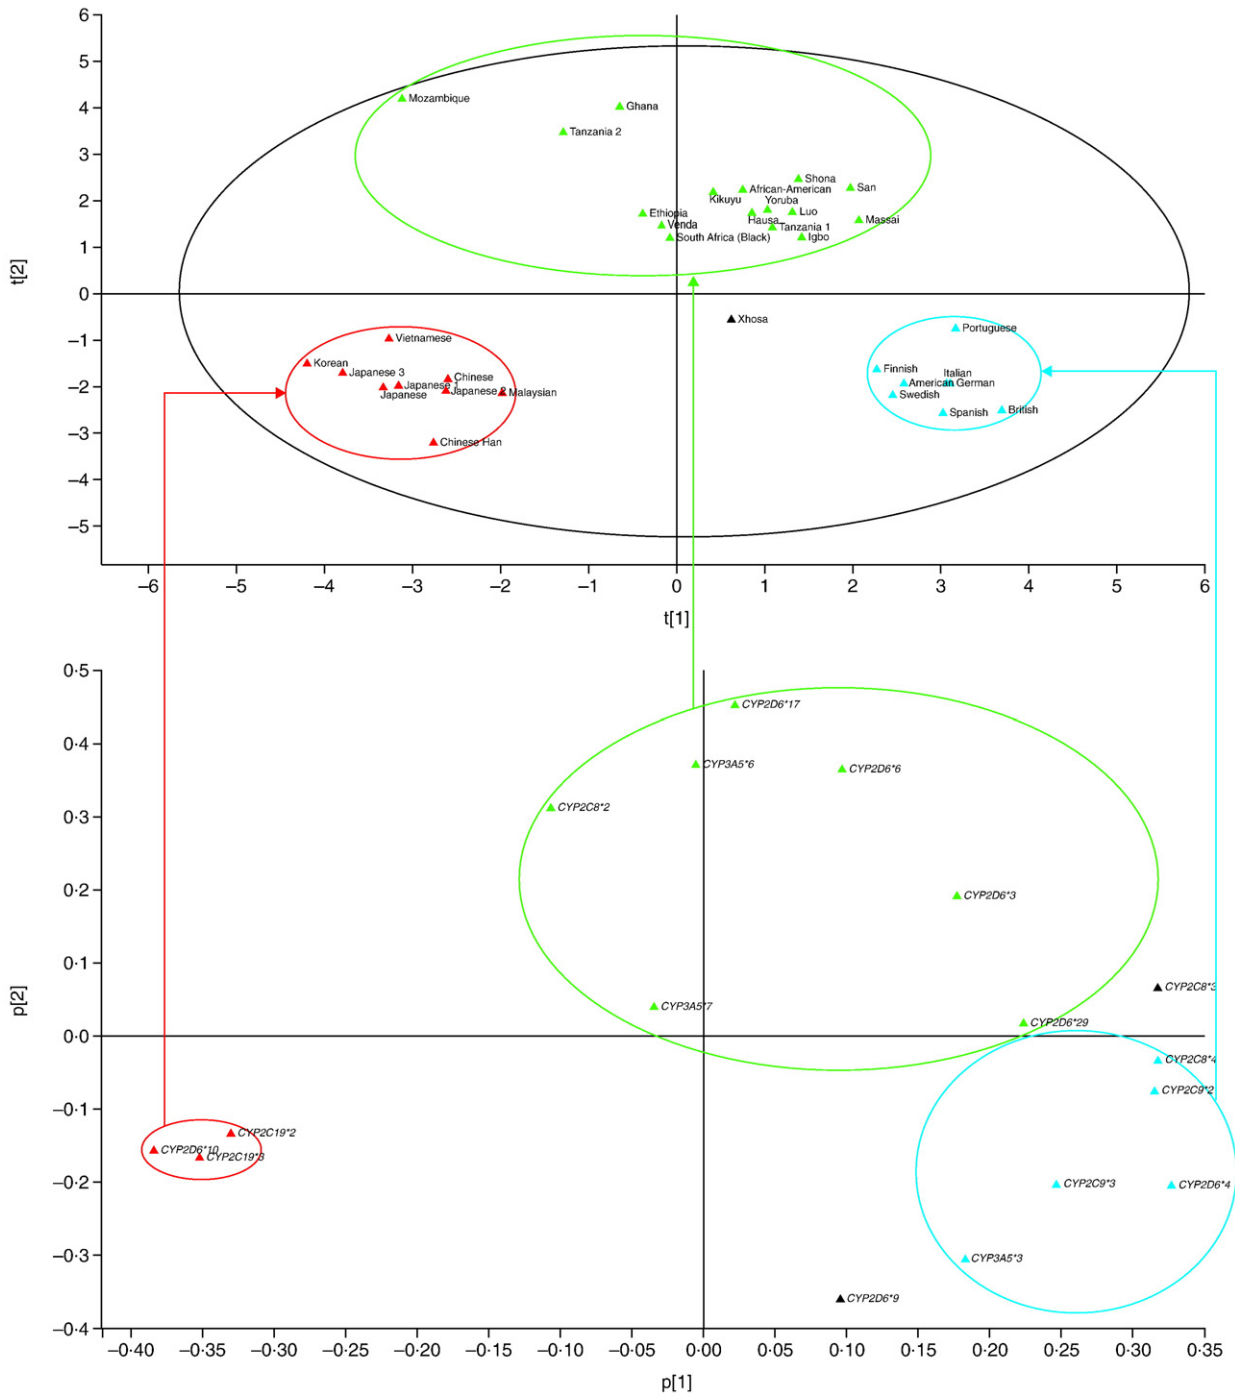 6
5
4
3
2
1
0
−1
−2
−3
−4
−5
t[2]
Mozambique
Ghana
Tanzania 2
Shona
San
African-American
Kikuyu
Yoruba
Ethiopia
Hausa
Luo
Massai
Venda
Tanzania 1
South Africa (Black)
Igbo
Xhosa
Portuguese
Vietnamese
Korean
Japanese 3
Chinese
Japanese 1
Japanese
Japanese 2
Malaysian
Chinese Han
Finnish
Italian
American German
Swedish
Spanish
British
−6 −5 −4 −3 −2 −1 0 1 2 3 4 5 6
t[1]
0·5
0·4
0·3
0·2
0·1
0·0
−0·1
−0·2
−0·3
−0·4
p[2]
CYP2D6*17
CYP3A5*6
CYP2D6*6
CYP2C8*2
CYP2D6*3
CYP2C8*3
CYP3A5*7
CYP2D6*29
CYP2C8*4
CYP2C9*2
CYP2C19*2
CYP2D6*10
CYP2C19*3
CYP2C9*3
CYP2D6*4
CYP3A5*3
CYP2D6*9
−0·40 −0·35 −0·30 −0·25 −0·20 −0·15 −0·10 −0·05 0·00 0·05 0·10 0·15 0·20 0·25 0·30 0·35
p[1]